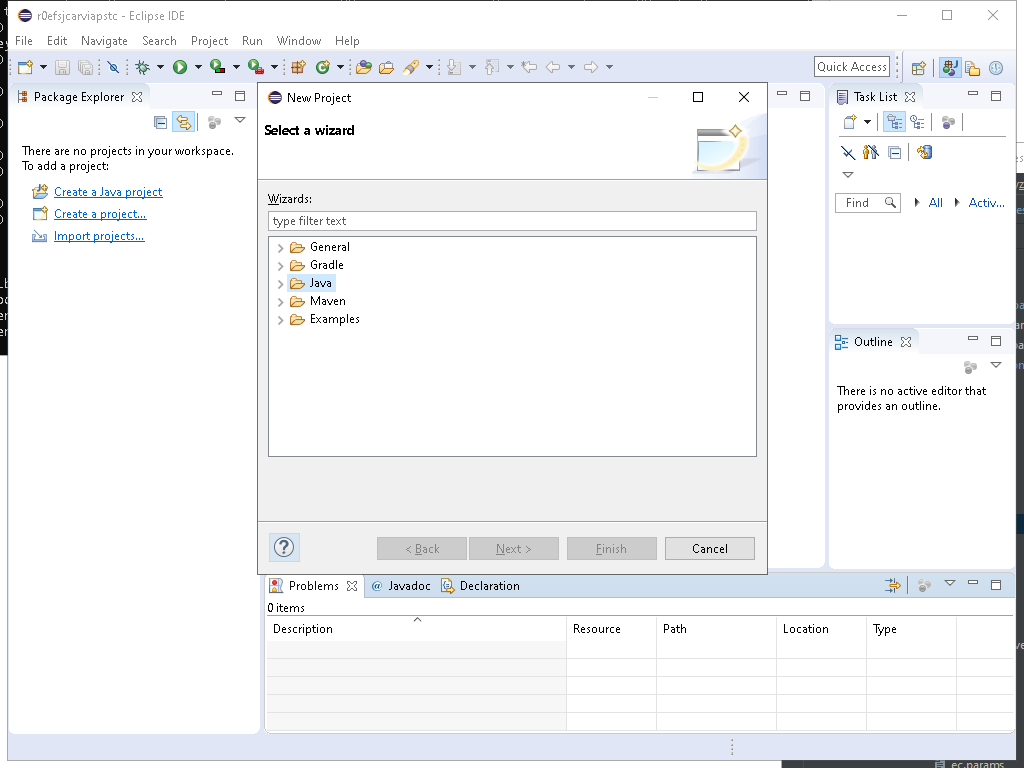 r0efsjcarviapstc - Eclipse IDE
File Edit Navigate Search Project Run Window Help
Quick Access
Package Explorer
There are no projects in your workspace.
To add a project:
Create a Java project
Create a project...
Import projects...
New Project
Select a wizard
Wizards:
type filter text
General
Gradle
Java
Maven
Examples
?
< Back Next > Finish Cancel
Task List
Find All Activ...
Outline
There is no active editor that
provides an outline.
Problems @ Javadoc Declaration
0 items
Description Resource Path Location Type
ec.params